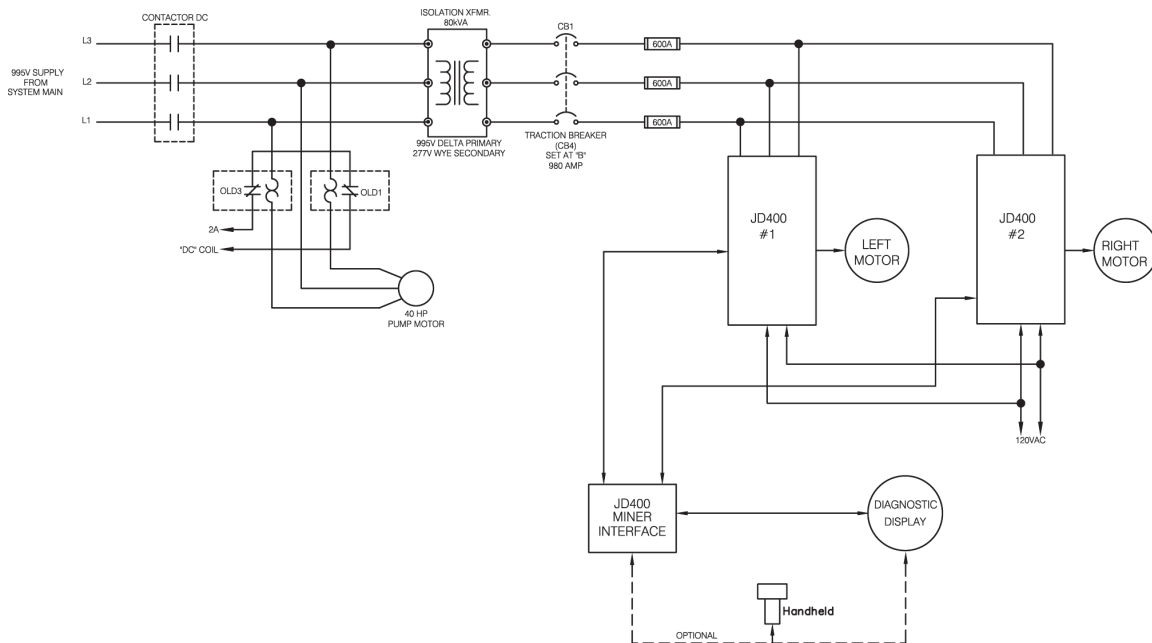 CONTACTOR DC
ISOLATION XFMR.
80kVA
CB1
L3
600A
995V SUPPLY
FROM
SYSTEM MAIN
L2
600A
L1
600A
995V DELTA PRIMARY
277V WYE SECONDARY
TRACTION BREAKER
(CB4)
SET AT "B"
980 AMP
OLD3
OLD1
2A
"DC" COIL
40 HP
PUMP MOTOR
JD400
#1
LEFT
MOTOR
JD400
#2
RIGHT
MOTOR
120VAC
JD400
MINER
INTERFACE
DIAGNOSTIC
DISPLAY
Handheld
OPTIONAL